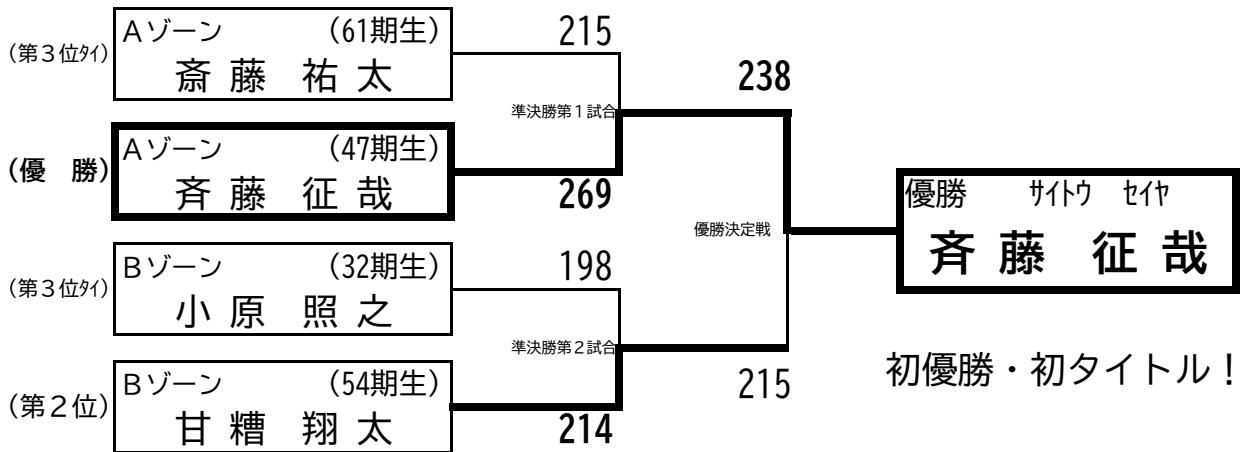 (第３位ﾀｲ)
Ａゾーン (61期生)
斎藤 祐太
215
準決勝第１試合
238
(優 勝)
Ａゾーン (47期生)
斉藤 征哉
269
優勝決定戦
優勝 ｻｲﾄｳ ｾｲﾔ
斉藤 征哉
(第３位ﾀｲ)
Ｂゾーン (32期生)
小原 照之
198
準決勝第２試合
215
初優勝・初タイトル！
(第２位)
Ｂゾーン (54期生)
甘糟 翔太
214